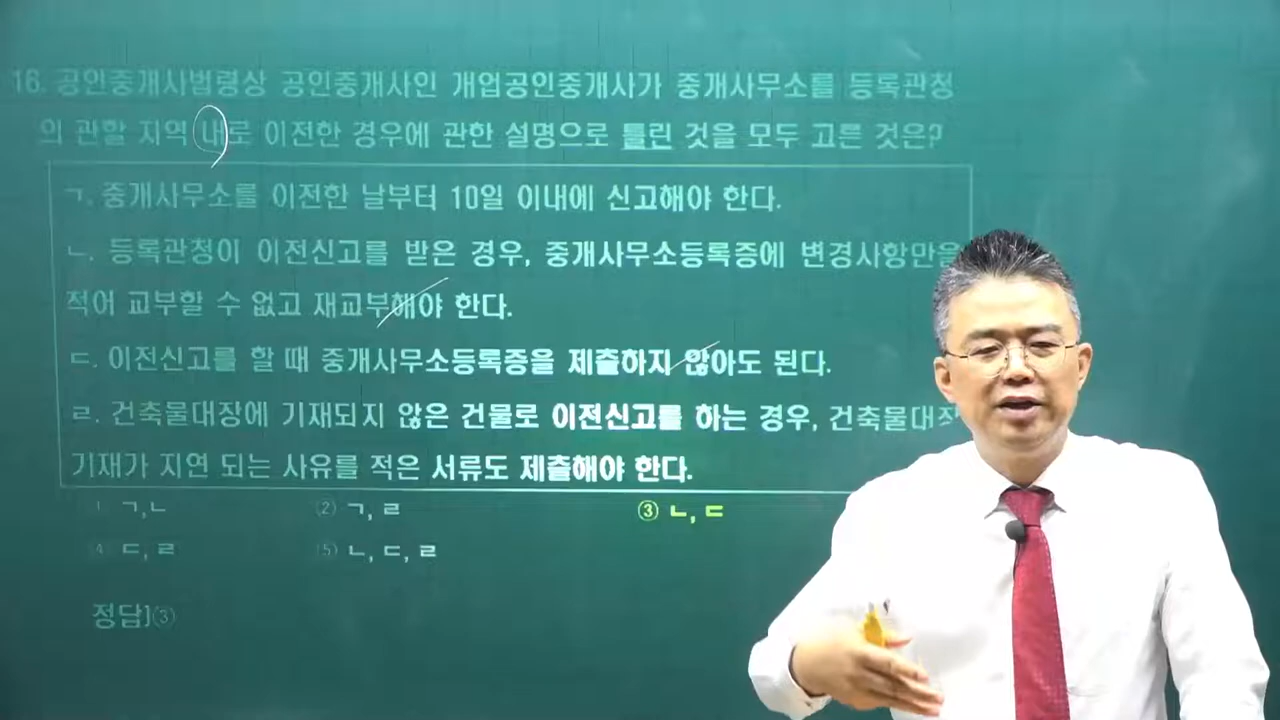 16. 공인중개사법령상 공인중개사인 개업공인중개사가 중개사무소를 등록관청
의 관할 지역 내로 이전한 경우에 관한 설명으로 틀린 것을 모두 고른 것은?
ㄱ. 중개사무소를 이전한 날부터 10일 이내에 신고해야 한다.
ㄴ. 등록관청이 이전신고를 받은 경우, 중개사무소등록증에 변경사항만을
적어 교부할 수 없고 재교부해야 한다.
ㄷ. 이전신고를 할 때 중개사무소등록증을 제출하지 않아도 된다.
ㄹ. 건축물대장에 기재되지 않은 건물로 이전신고를 하는 경우, 건축물대장
기재가 지연 되는 사유를 적은 서류도 제출해야 한다.
① ㄱ,ㄴ ② ㄱ, ㄹ ③ ㄴ, ㄷ
④ ㄷ, ㄹ ⑤ ㄴ, ㄷ, ㄹ
정답]③